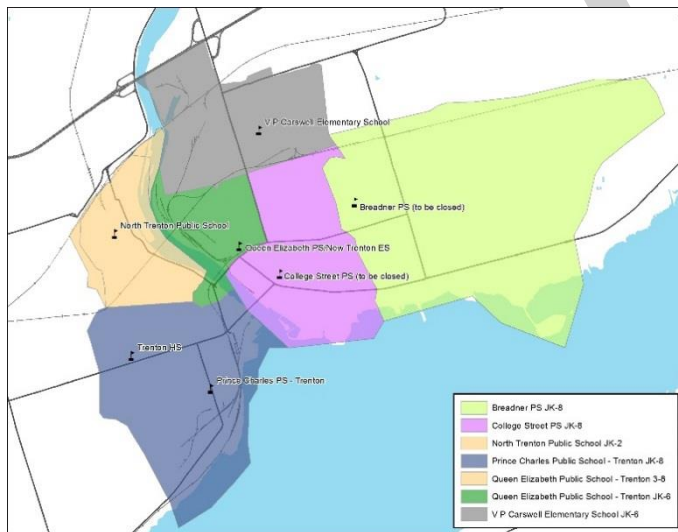 V P Carswell Elementary School
Breadner PS (to be closed)
North Trenton Public School
Queen Elizabeth PS/New Trenton ES
College Street PS (to be closed)
Trenton HS
Prince Charles PS - Trenton
Breadner PS JK-8
College Street PS JK-8
North Trenton Public School JK-2
Prince Charles Public School - Trenton JK-8
Queen Elizabeth Public School - Trenton 3-8
Queen Elizabeth Public School - Trenton JK-6
V P Carswell Elementary School JK-6